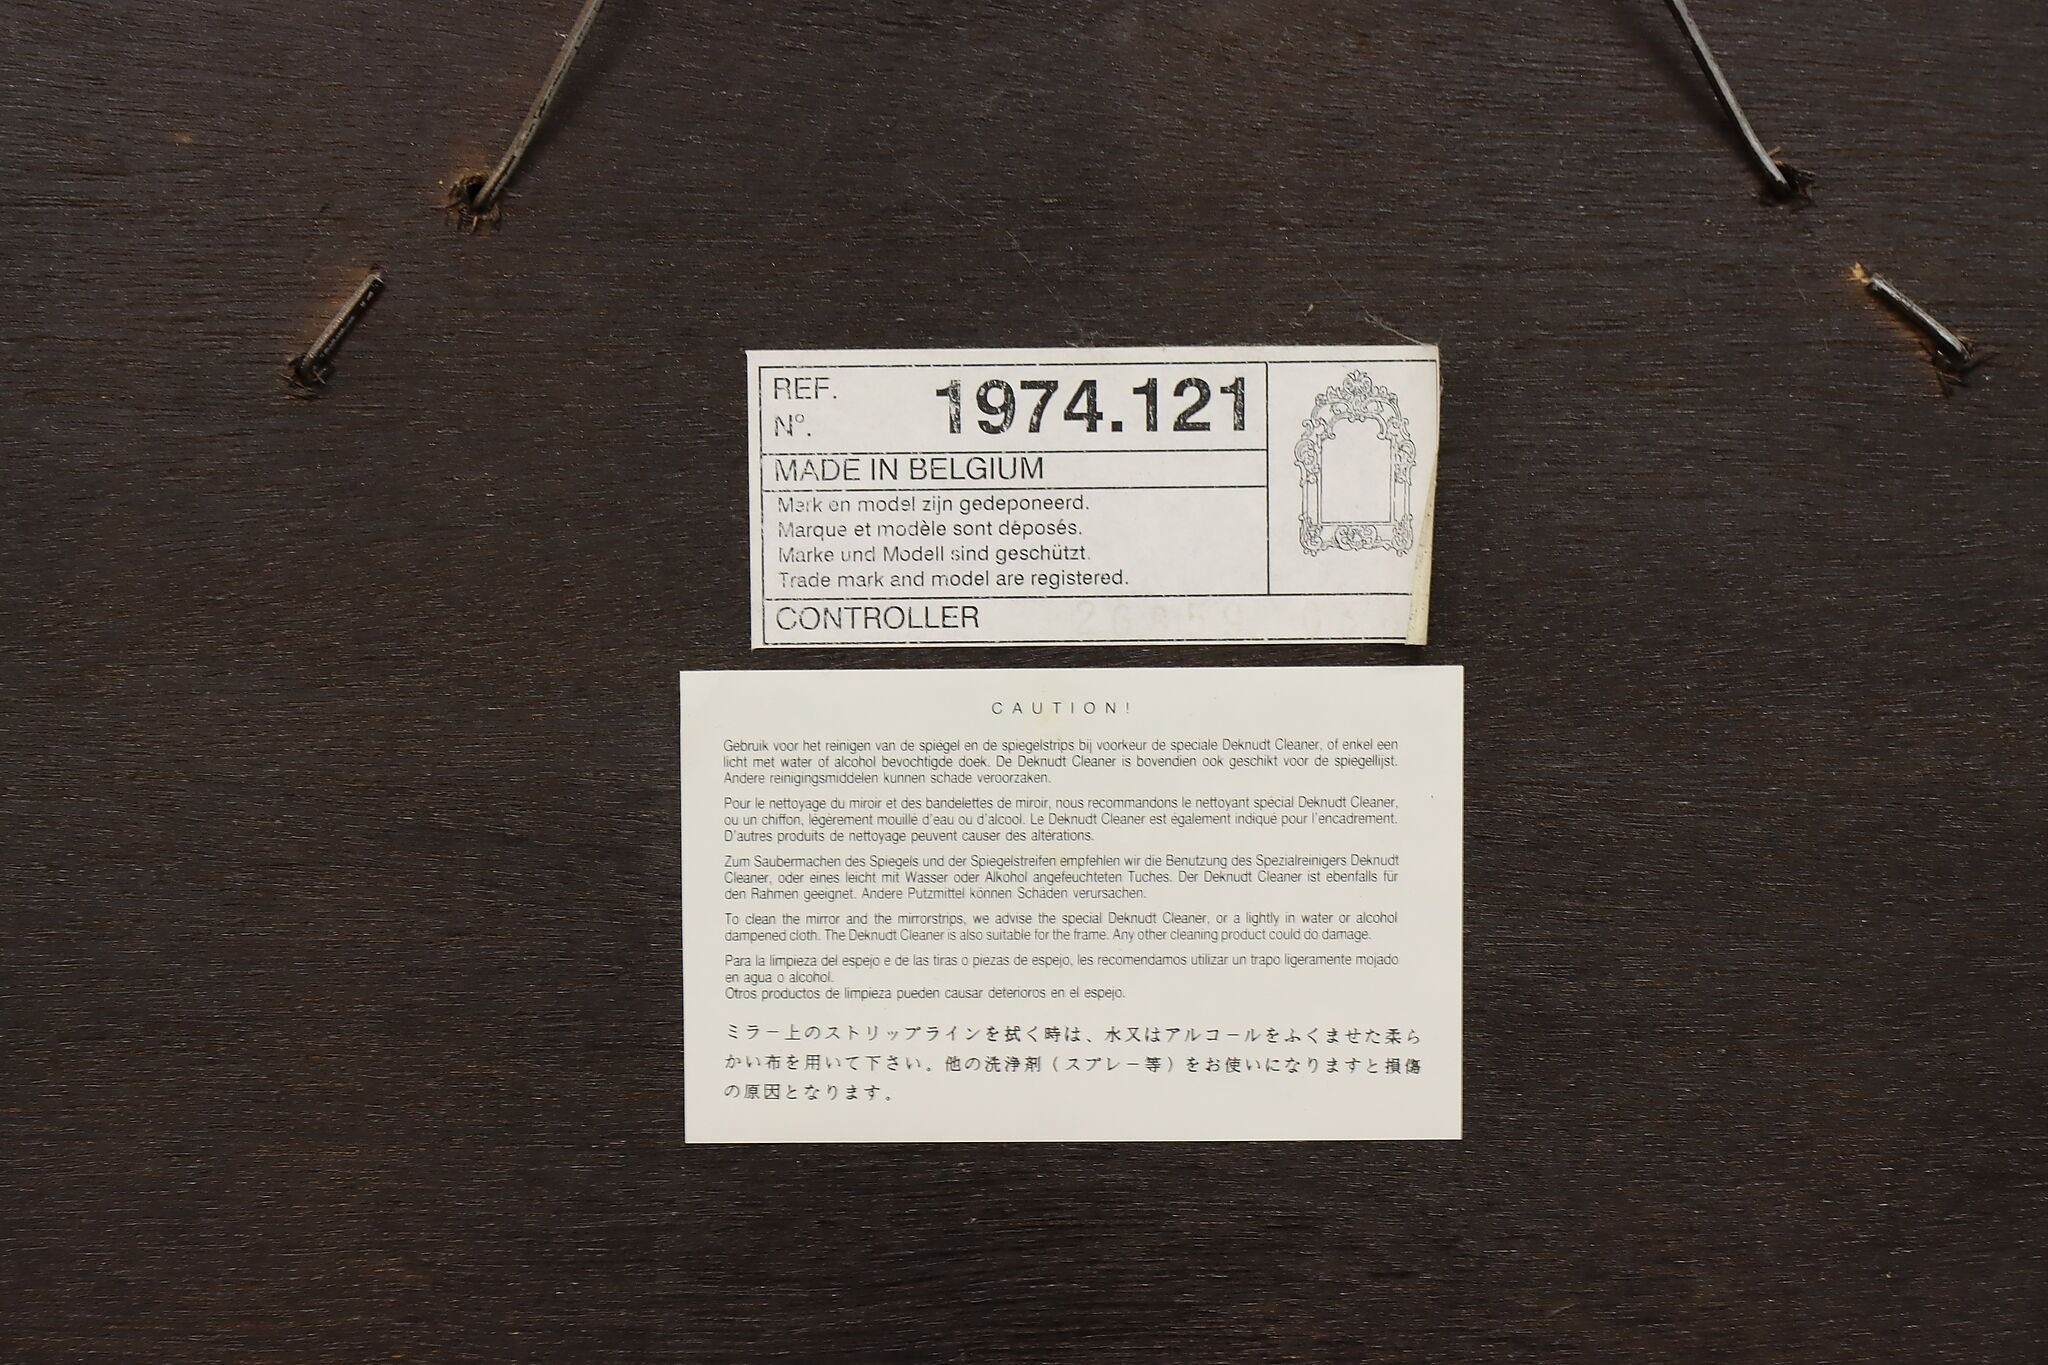 REF.
N°.
1974.121
MADE IN BELGIUM
Merk en model zijn gedeponeerd.
Marque et modèle sont déposés.
Marke und Modell sind geschützt.
Trade mark and model are registered.
CONTROLLER
CAUTION!
Gebruik voor het reinigen van de spiegel en de spiegelstrips bij voorkeur de speciale Deknudt Cleaner, of enkel een
licht met water of alcohol bevochtigde doek. De Deknudt Cleaner is bovendien ook geschikt voor de spiegellijst.
Andere reinigingsmiddelen kunnen schade veroorzaken.
Pour le nettoyage du miroir et des bandelettes de miroir, nous recommandons le nettoyant spécial Deknudt Cleaner,
ou un chiffon, légèrement mouillé d'eau ou d'alcool. Le Deknudt Cleaner est également indiqué pour l'encadrement.
D'autres produits de nettoyage peuvent causer des altérations.
Zum Saubermachen des Spiegels und der Spiegelstreifen empfehlen wir die Benutzung des Spezialreinigers Deknudt
Cleaner, oder eines leicht mit Wasser oder Alkohol angefeuchteten Tuches. Der Deknudt Cleaner ist ebenfalls für
den Rahmen geeignet. Andere Putzmittel können Schäden verursachen.
To clean the mirror and the mirrorstrips, we advise the special Deknudt Cleaner, or a lightly in water or alcohol
dampened cloth. The Deknudt Cleaner is also suitable for the frame. Any other cleaning product could do damage.
Para la limpieza del espejo e de las tiras o piezas de espejo, les recomendamos utilizar un trapo ligeramente mojado
en agua o alcohol.
Otros productos de limpieza pueden causar deterioros en el espejo.
ミラー上のストリップラインを拭く時は、水又はアルコールをふくませた柔ら
かい布を用いて下さい。他の洗浄剤（スプレー等）をお使いになりますと損傷
の原因となります。